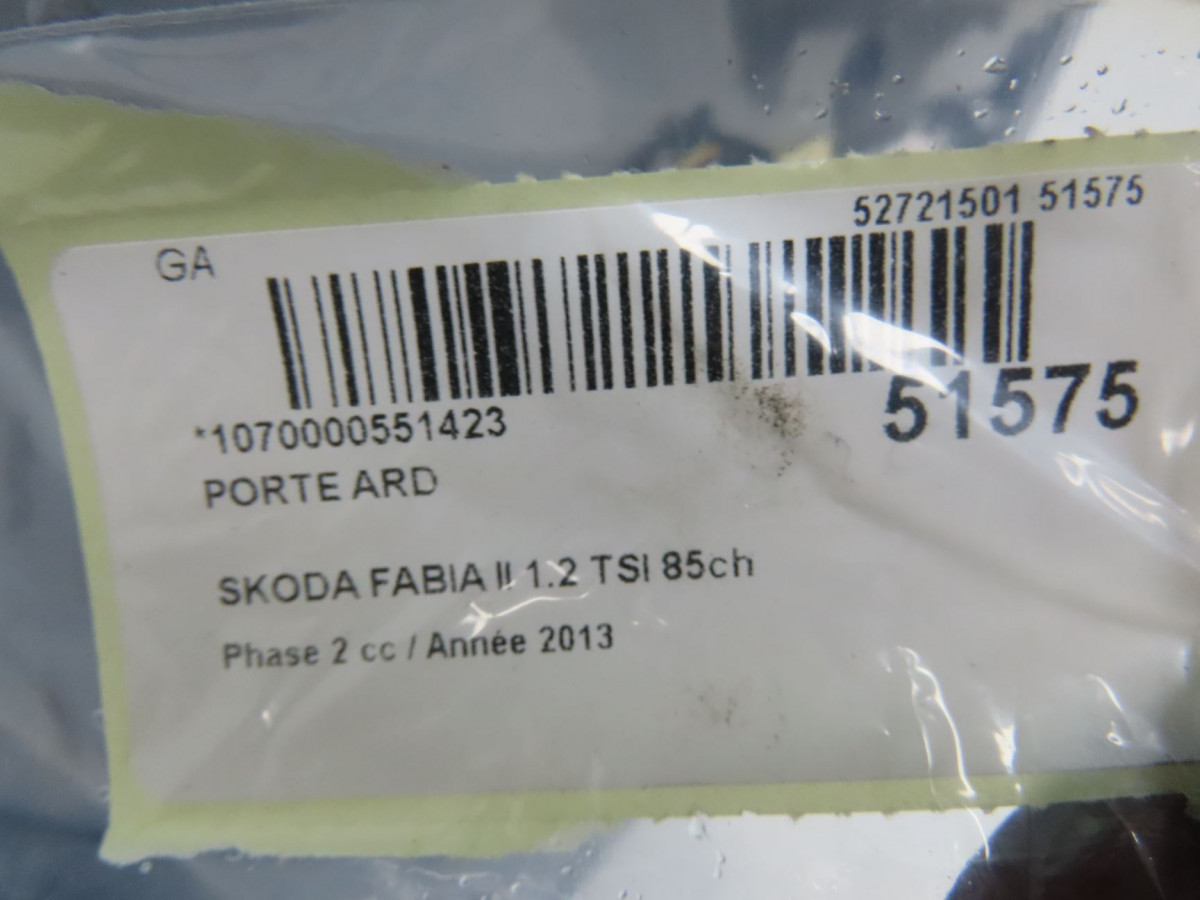 52721501 51575
GA
51575
*1070000551423
PORTE ARD
SKODA FABIA II 1.2 TSI 85ch
Phase 2 cc / Année 2013